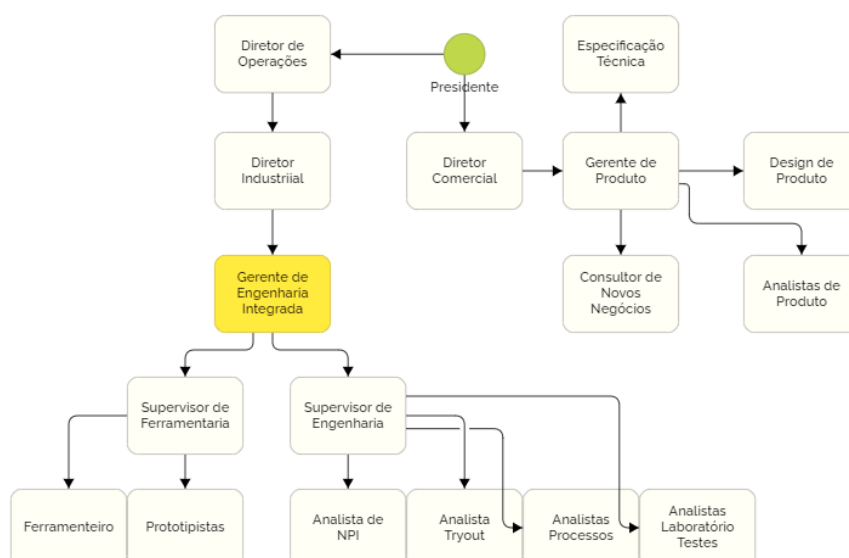 Diretor de
Operações
Presidente
Especificação
Técnica
Diretor
Industriial
Diretor
Comercial
Gerente de
Produto
Design de
Produto
Gerente de
Engenharia
Integrada
Consultor de
Novos
Negócios
Analistas de
Produto
Supervisor de
Ferramentaria
Supervisor de
Engenharia
Ferramenteiro
Prototipistas
Analista de
NPI
Analista
Tryout
Analistas
Processos
Analistas
Laboratório
Testes